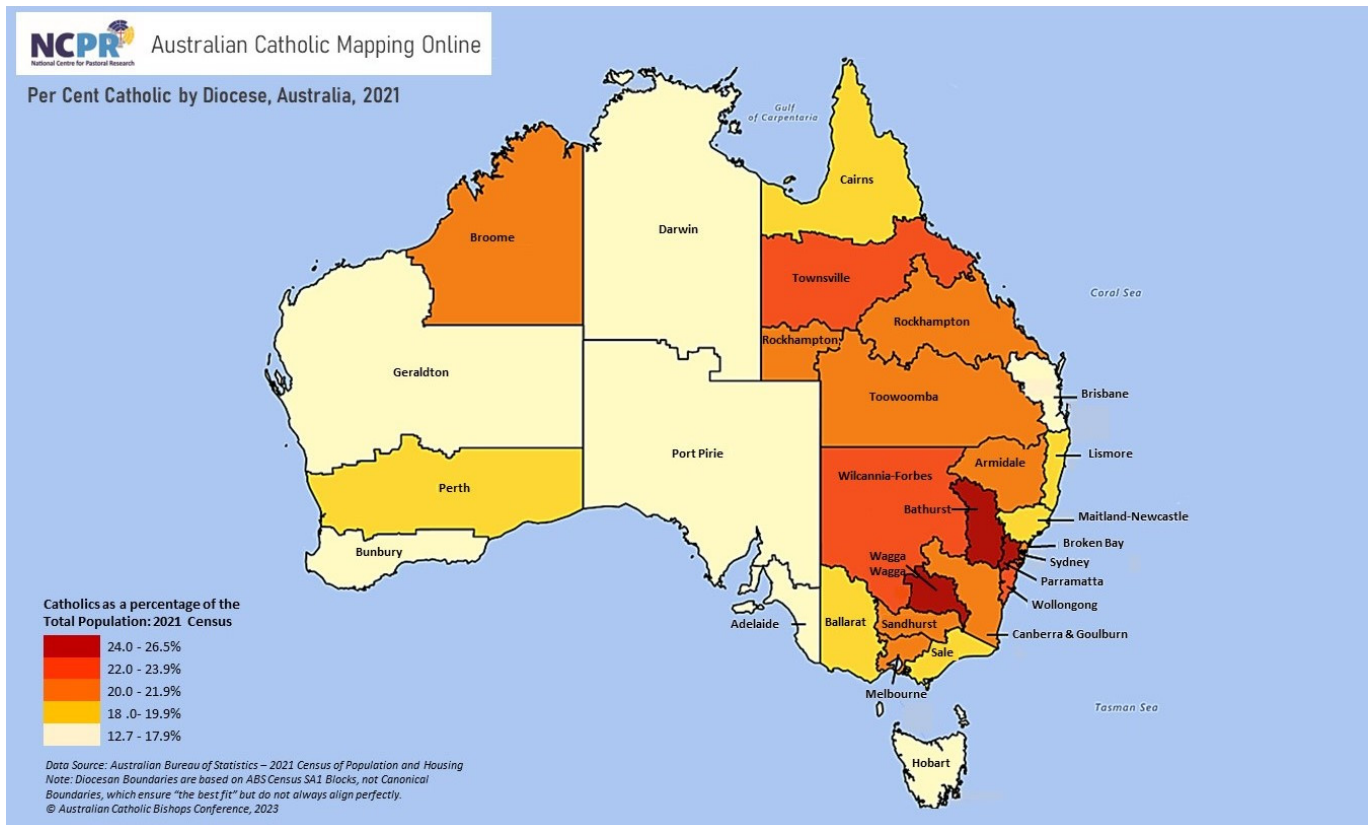 NCPR
National Centre for Pastoral Research
Australian Catholic Mapping Online
Per Cent Catholic by Diocese, Australia, 2021
Gulf
of Carpentaria
Cairns
Broome
Darwin
Townsville
Coral Sea
Rockhampton
Rockhampton
Geraldton
Toowoomba
Brisbane
Port Pirie
Lismore
Armidale
Wilcannia-Forbes
Perth
Bathurst
Maitland-Newcastle
Broken Bay
Bunbury
Wagga
Wagga
Sydney
Parramatta
Wollongong
Adelaide
Ballarat
Sandhurst
Canberra & Goulburn
Sale
Melbourne
Tasman Sea
Hobart
Catholics as a percentage of the
Total Population: 2021 Census
24.0 - 26.5%
22.0 - 23.9%
20.0 - 21.9%
18 .0- 19.9%
12.7 - 17.9%
Data Source: Australian Bureau of Statistics – 2021 Census of Population and Housing
Note: Diocesan Boundaries are based on ABS Census SA1 Blocks, not Canonical
Boundaries, which ensure "the best fit" but do not always align perfectly.
© Australian Catholic Bishops Conference, 2023